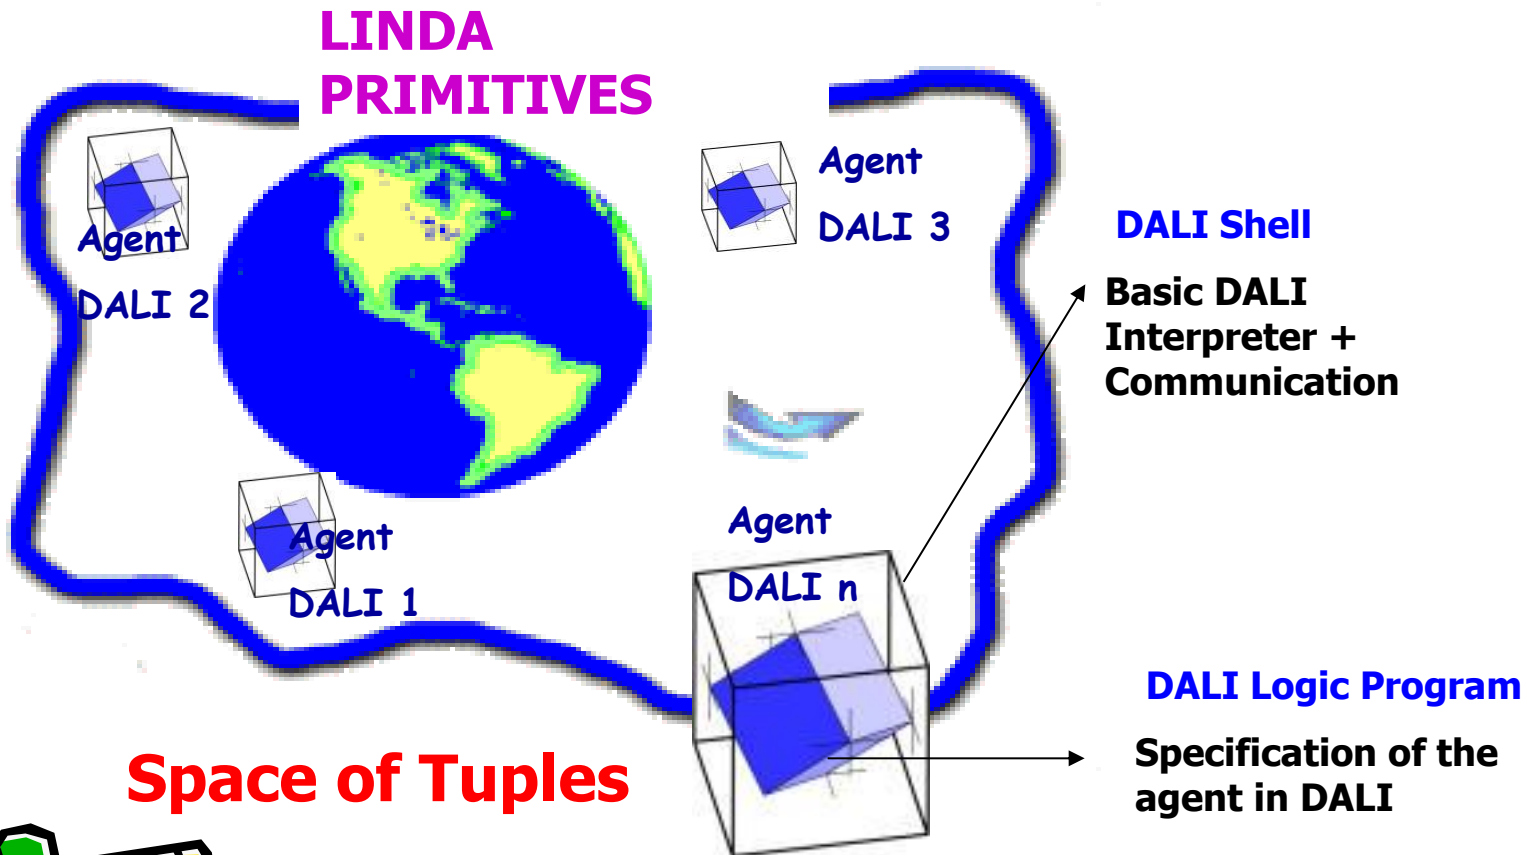 LINDA
PRIMITIVES
Agent
DALI 2
Agent
DALI 3
Agent
DALI 1
Agent
DALI n
DALI Shell
Basic DALI
Interpreter +
Communication
DALI Logic Program
Specification of the
agent in DALI
Space of Tuples